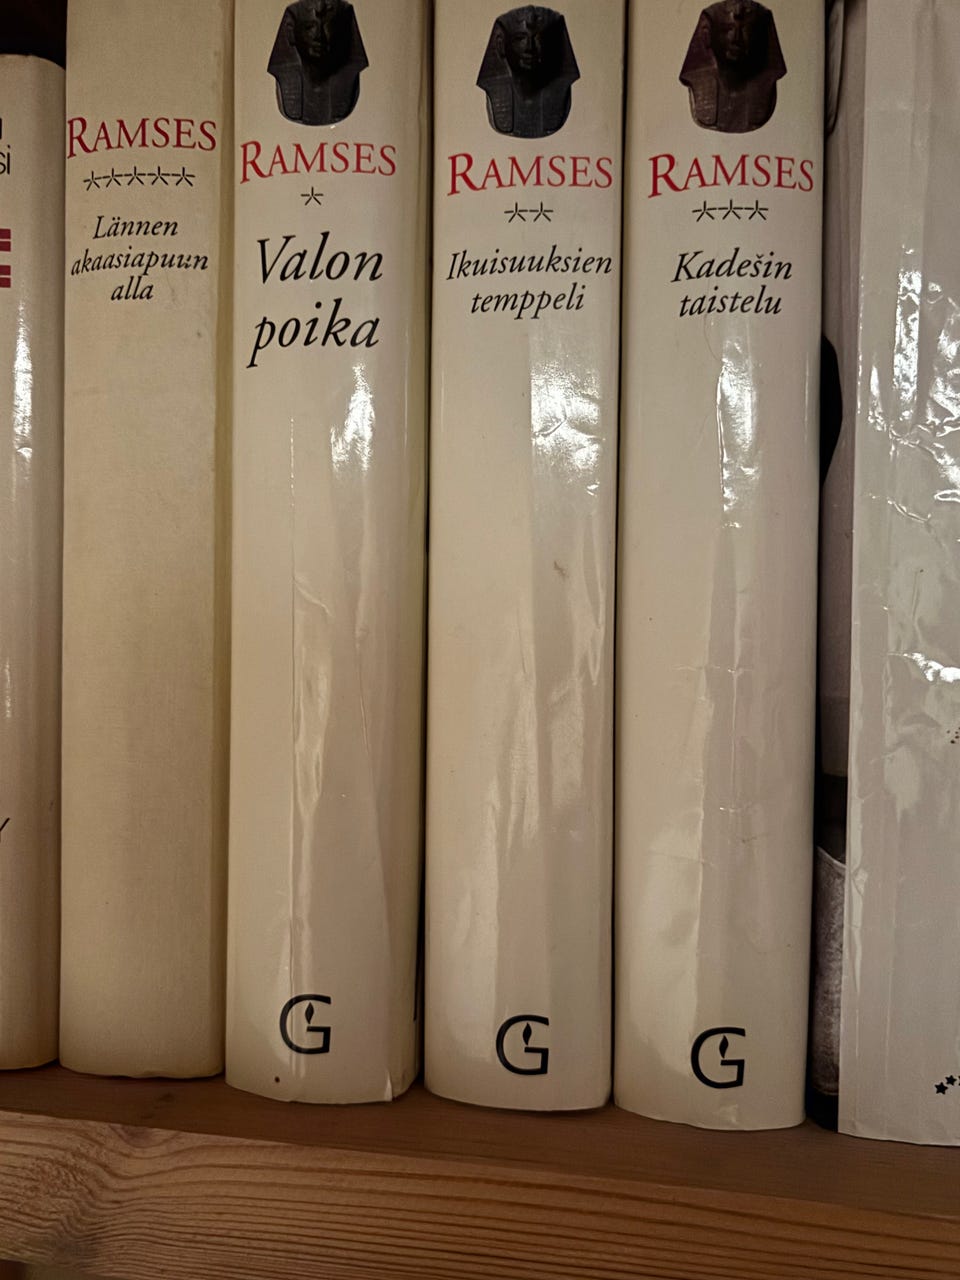 RAMSES
*****
Lännen
akaasiapuun
alla
RAMSES
*
Valon
poika
G
RAMSES
**
Ikuisuuksien
temppeli
G
RAMSES
***
Kadešin
taistelu
G